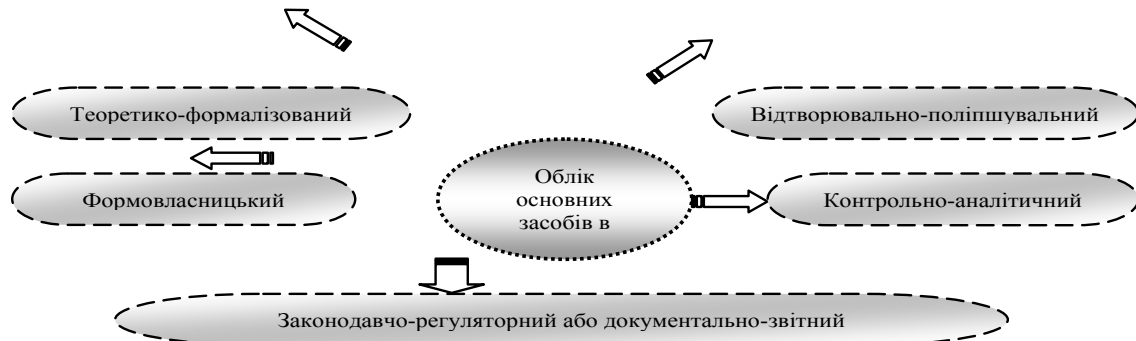 Теоретико-формалізований
Відтворювально-поліпшувальний
Формовласницький
Облік
основних
засобів в
Контрольно-аналітичний
Законодавчо-регуляторний або документально-звітний